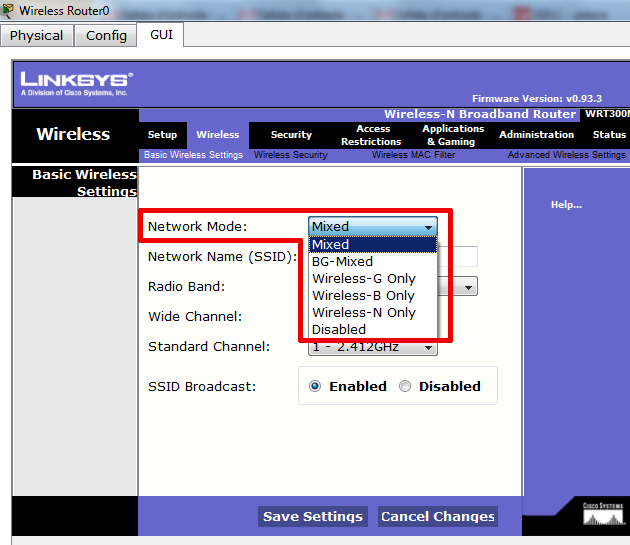 Wireless Router0
Physical Config GUI
LINKSYS®
A Division of Cisco Systems, Inc.
Firmware Version: v0.93.3
Wireless-N Broadband Router WRT300N
Wireless
Setup Wireless Security Access Restrictions Applications & Gaming Administration Status
Basic Wireless Settings Wireless Security Wireless MAC Filter Advanced Wireless Settings
Basic Wireless
Settings
Help...
Network Mode: Mixed
Mixed
BG-Mixed
Wireless-G Only
Wireless-B Only
Wireless-N Only
Disabled
Network Name (SSID):
Radio Band:
Wide Channel:
Standard Channel: 1 - 2.412GHz
SSID Broadcast: Enabled Disabled
Save Settings Cancel Changes
CISCO SYSTEMS